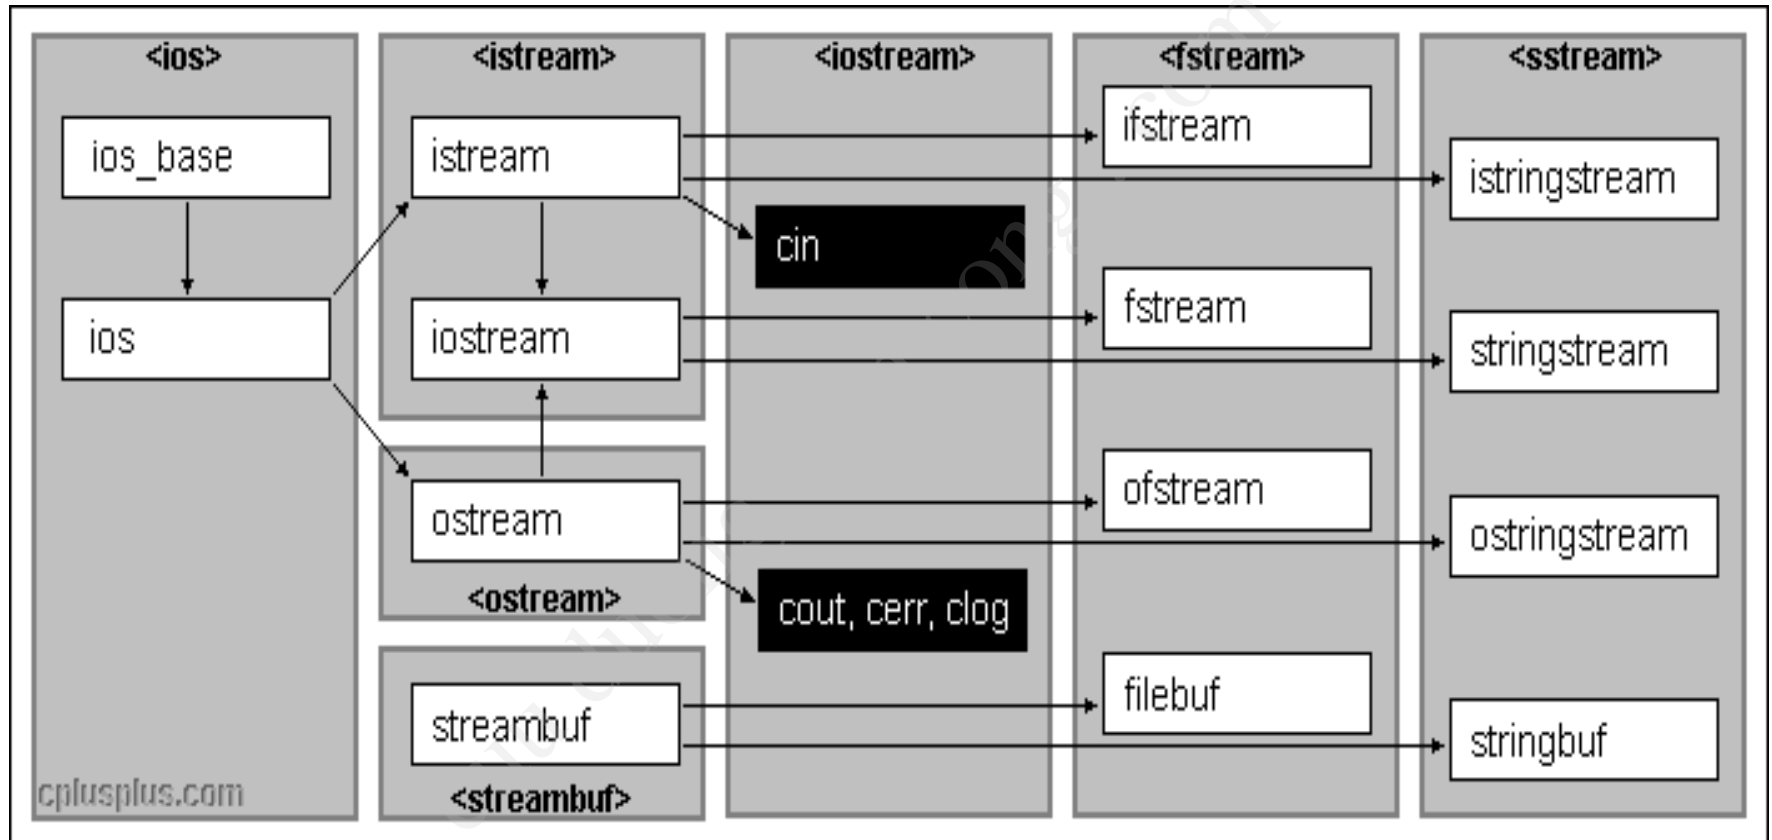 <ios>
ios_base
ios
cplusplus.com
<istream>
istream
iostream
ostream
<ostream>
streambuf
<streambuf>
<iostream>
cin
cout, cerr, clog
<fstream>
ifstream
fstream
ofstream
filebuf
<sstream>
istringstream
stringstream
ostringstream
stringbuf